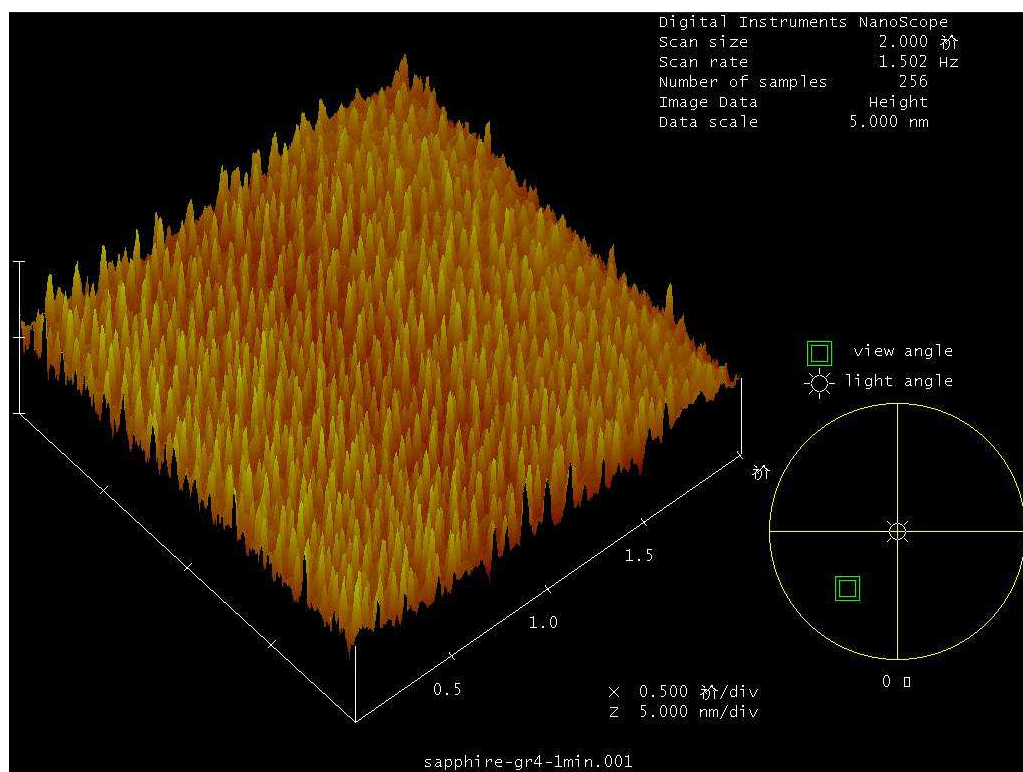 Digital Instruments NanoScope
Scan size 2.000 祄
Scan rate 1.502 Hz
Number of samples 256
Image Data Height
Data scale 5.000 nm
view angle
light angle
祄
1.5
1.0
0.5
0 □
X 0.500 祄/div
Z 5.000 nm/div
sapphire-gr4-1min.001